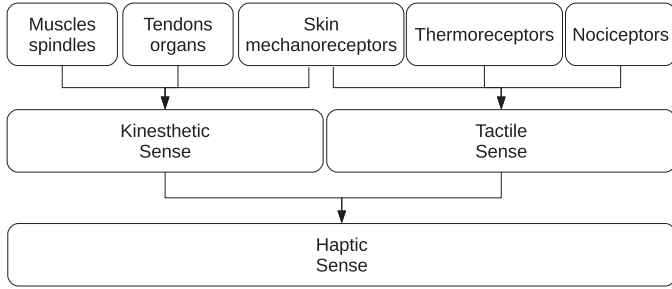 Muscles
spindles
Tendons
organs
Skin
mechanoreceptors
Thermoreceptors
Nociceptors
Kinesthetic
Sense
Tactile
Sense
Haptic
Sense